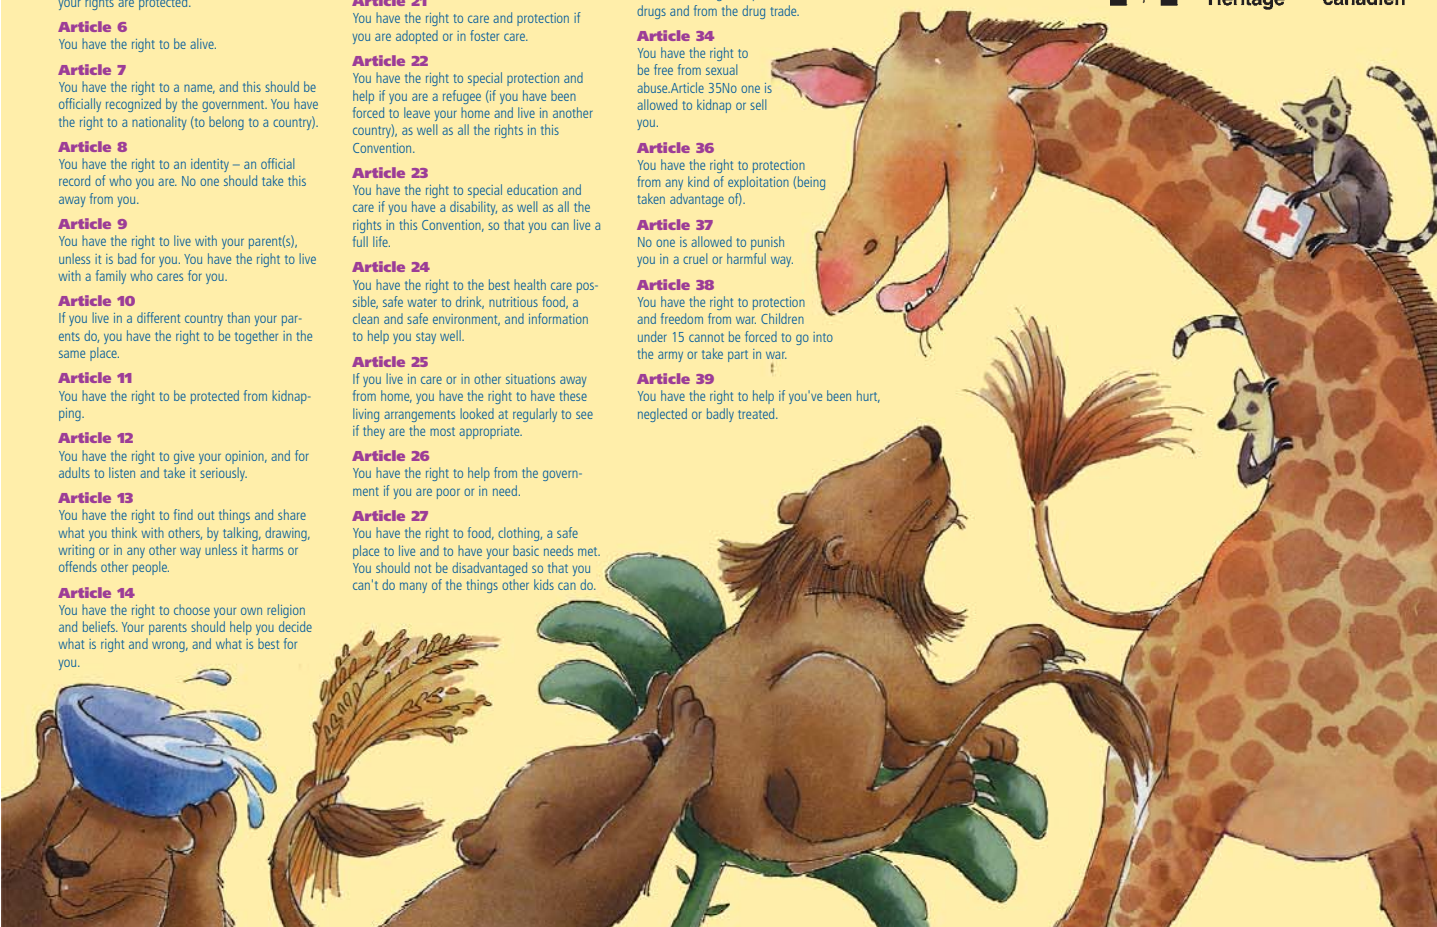 your rights are protected.
Article 6
You have the right to be alive.
Article 7
You have the right to a name, and this should be
officially recognized by the government. You have
the right to a nationality (to belong to a country).
Article 8
You have the right to an identity – an official
record of who you are. No one should take this
away from you.
Article 9
You have the right to live with your parent(s),
unless it is bad for you. You have the right to live
with a family who cares for you.
Article 10
If you live in a different country than your par-
ents do, you have the right to be together in the
same place.
Article 11
You have the right to be protected from kidnap-
ping.
Article 12
You have the right to give your opinion, and for
adults to listen and take it seriously.
Article 13
You have the right to find out things and share
what you think with others, by talking, drawing,
writing or in any other way unless it harms or
offends other people.
Article 14
You have the right to choose your own religion
and beliefs. Your parents should help you decide
what is right and wrong, and what is best for
you.
Article 21
You have the right to care and protection if
you are adopted or in foster care.
Article 22
You have the right to special protection and
help if you are a refugee (if you have been
forced to leave your home and live in another
country), as well as all the rights in this
Convention.
Article 23
You have the right to special education and
care if you have a disability, as well as all the
rights in this Convention, so that you can live a
full life.
Article 24
You have the right to the best health care pos-
sible, safe water to drink, nutritious food, a
clean and safe environment, and information
to help you stay well.
Article 25
If you live in care or in other situations away
from home, you have the right to have these
living arrangements looked at regularly to see
if they are the most appropriate.
Article 26
You have the right to help from the govern-
ment if you are poor or in need.
Article 27
You have the right to food, clothing, a safe
place to live and to have your basic needs met.
You should not be disadvantaged so that you
can't do many of the things other kids can do.
drugs and from the drug trade.
Article 34
You have the right to
be free from sexual
abuse.Article 35No one is
allowed to kidnap or sell
you.
Article 36
You have the right to protection
from any kind of exploitation (being
taken advantage of).
Article 37
No one is allowed to punish
you in a cruel or harmful way.
Article 38
You have the right to protection
and freedom from war. Children
under 15 cannot be forced to go into
the army or take part in war.
Article 39
You have the right to help if you've been hurt,
neglected or badly treated.
Heritage canadien